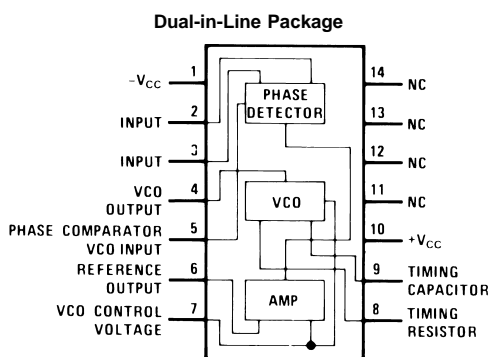 Dual-in-Line Package
1
-VCC
2
INPUT
3
INPUT
4
VCO
OUTPUT
5
PHASE COMPARATOR
VCO INPUT
6
REFERENCE
OUTPUT
7
VCO CONTROL
VOLTAGE
PHASE
DETECTOR
VCO
AMP
14
NC
13
NC
12
NC
11
NC
10
+VCC
9
TIMING
CAPACITOR
8
TIMING
RESISTOR